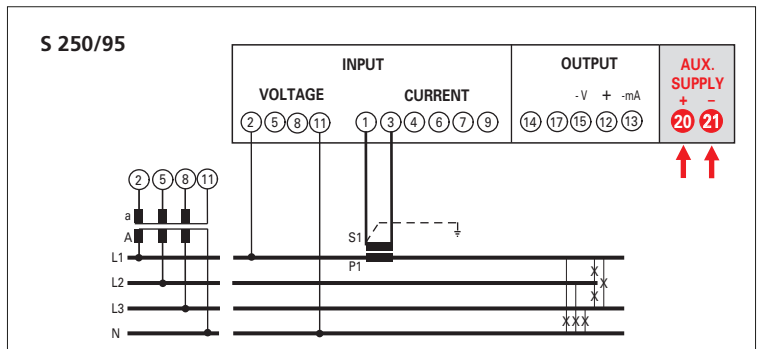 S 250/95
INPUT
OUTPUT
AUX.
SUPPLY
VOLTAGE
CURRENT
- V + -mA
+ −
2 5 8 11
1 3 4 6 7 9
14 17 15 12 13
20 21
2 5 8 11
a
A
S1
P1
L1
L2
L3
N
X
X
X
XXX